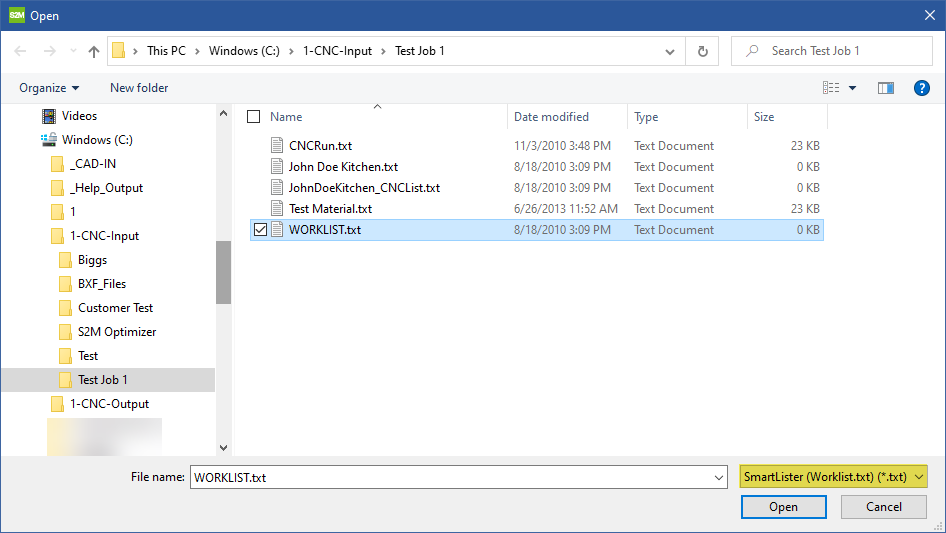 S2M Open
This PC > Windows (C:) > 1-CNC-Input > Test Job 1
Search Test Job 1
Organize
New folder
?
Videos
Windows (C:)
_CAD-IN
_Help_Output
1
1-CNC-Input
Biggs
BXF_Files
Customer Test
S2M Optimizer
Test
Test Job 1
1-CNC-Output
Name Date modified Type Size
CNCRun.txt 11/3/2010 3:48 PM Text Document 23 KB
John Doe Kitchen.txt 8/18/2010 3:09 PM Text Document 0 KB
JohnDoeKitchen_CNCList.txt 8/18/2010 3:09 PM Text Document 0 KB
Test Material.txt 6/26/2013 11:52 AM Text Document 23 KB
WORKLIST.txt 8/18/2010 3:09 PM Text Document 0 KB
File name: WORKLIST.txt
SmartLister (Worklist.txt) (*.txt)
Open
Cancel